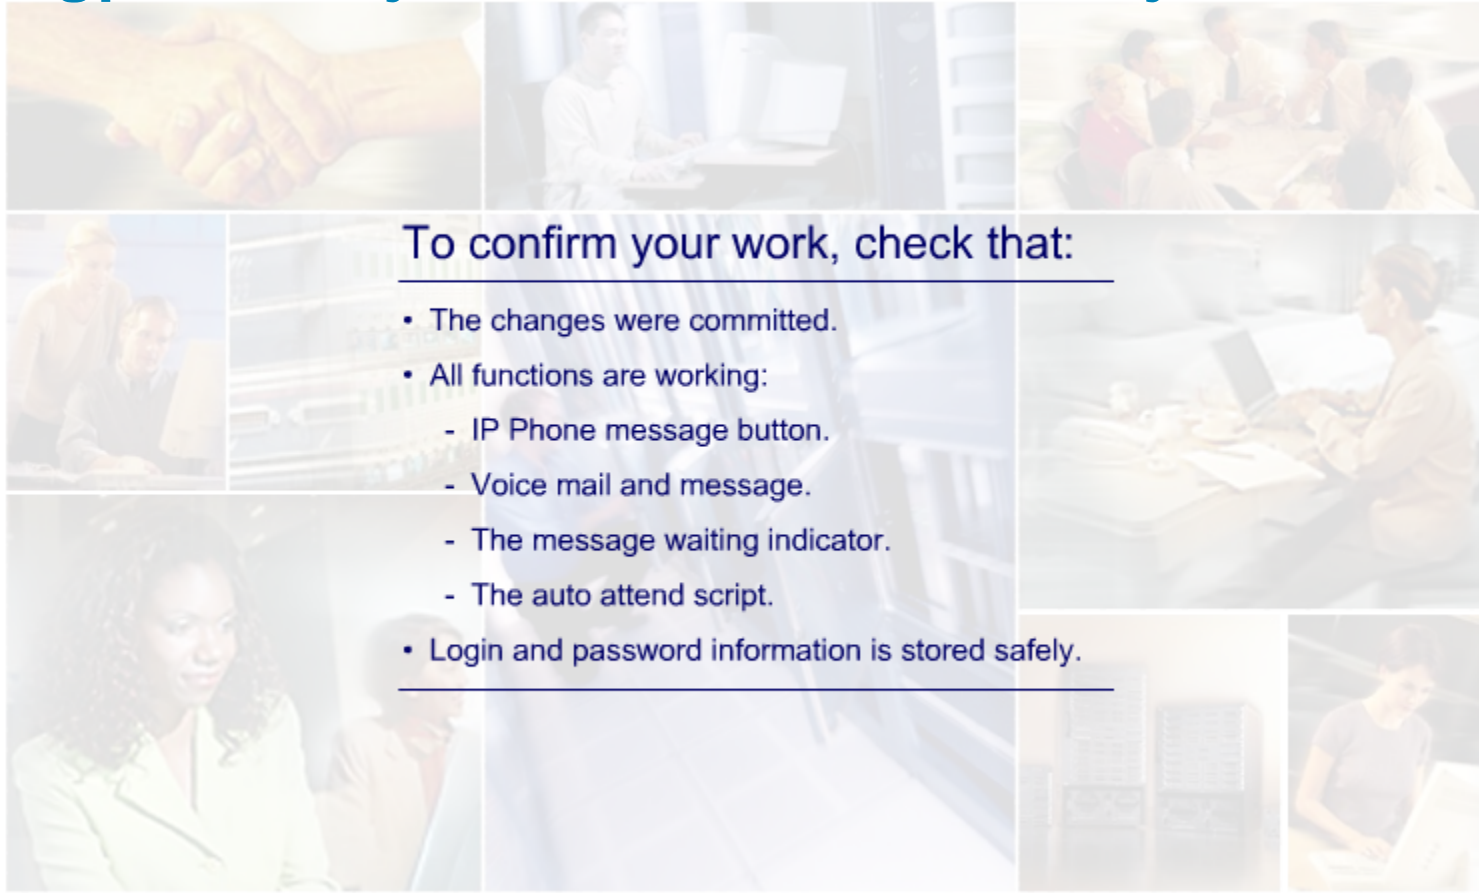 To confirm your work, check that:
• The changes were committed.
• All functions are working:
- IP Phone message button.
- Voice mail and message.
- The message waiting indicator.
- The auto attend script.
• Login and password information is stored safely.